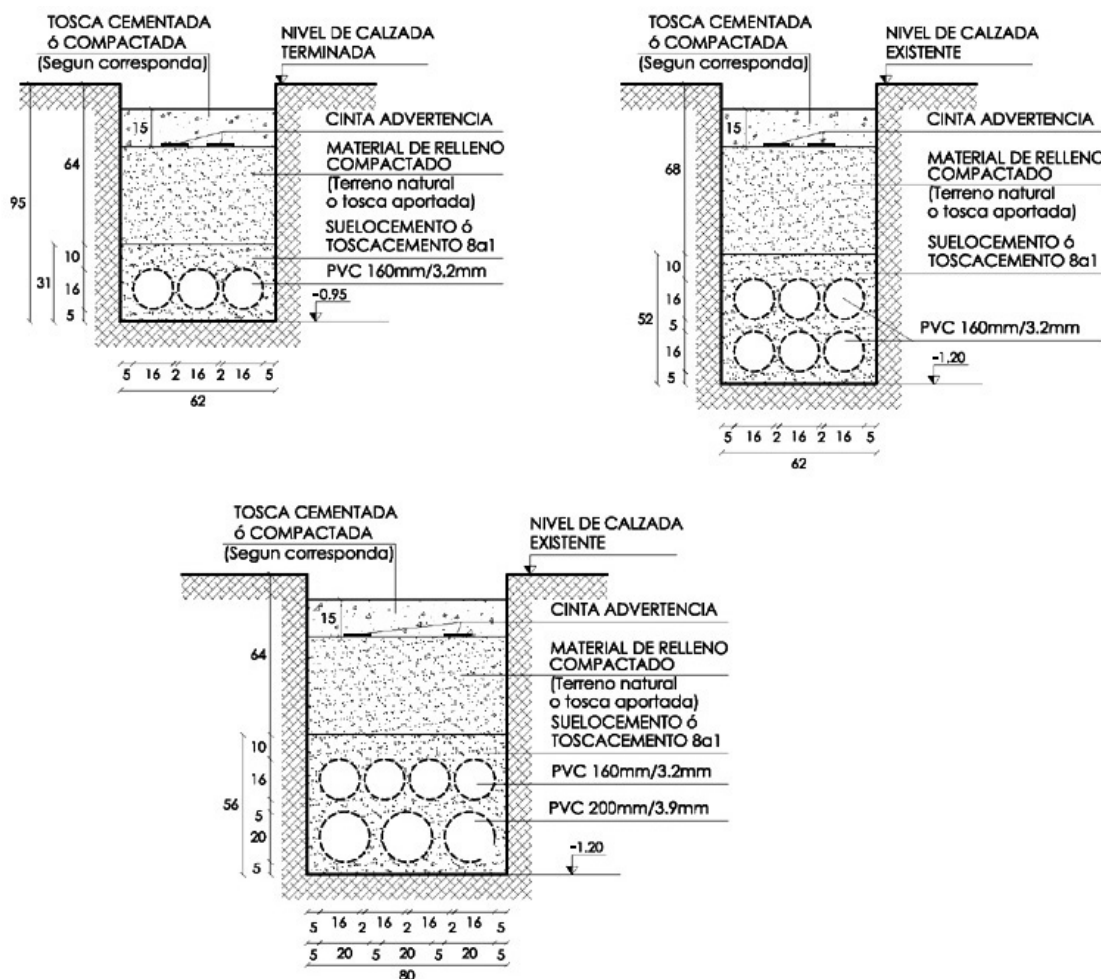 TOSCA CEMENTADA
ó COMPACTADA
(Segun corresponda)
NIVEL DE CALZADA
TERMINADA
15
64
95
CINTA ADVERTENCIA
MATERIAL DE RELLENO
COMPACTADO
(Terreno natural
o tosca aportada)
SUELOCEMENTO ó
TOSCACEMENTO 8a1
PVC 160mm/3.2mm
31
10
16
5
-0.95
5 16 2 16 2 16 5
62
TOSCA CEMENTADA
ó COMPACTADA
(Segun corresponda)
NIVEL DE CALZADA
EXISTENTE
15
68
CINTA ADVERTENCIA
MATERIAL DE RELLENO
COMPACTADO
(Terreno natural
o tosca aportada)
SUELOCEMENTO ó
TOSCACEMENTO 8a1
PVC 160mm/3.2mm
52
10
16
5
16
5
-1.20
5 16 2 16 2 16 5
62
TOSCA CEMENTADA
ó COMPACTADA
(Segun corresponda)
NIVEL DE CALZADA
EXISTENTE
15
64
CINTA ADVERTENCIA
MATERIAL DE RELLENO
COMPACTADO
(Terreno natural
o tosca aportada)
SUELOCEMENTO ó
TOSCACEMENTO 8a1
PVC 160mm/3.2mm
PVC 200mm/3.9mm
56
10
16
5
20
5
-1.20
5 16 2 16 2 16 2 16 5
5 20 5 20 5 20 5
80